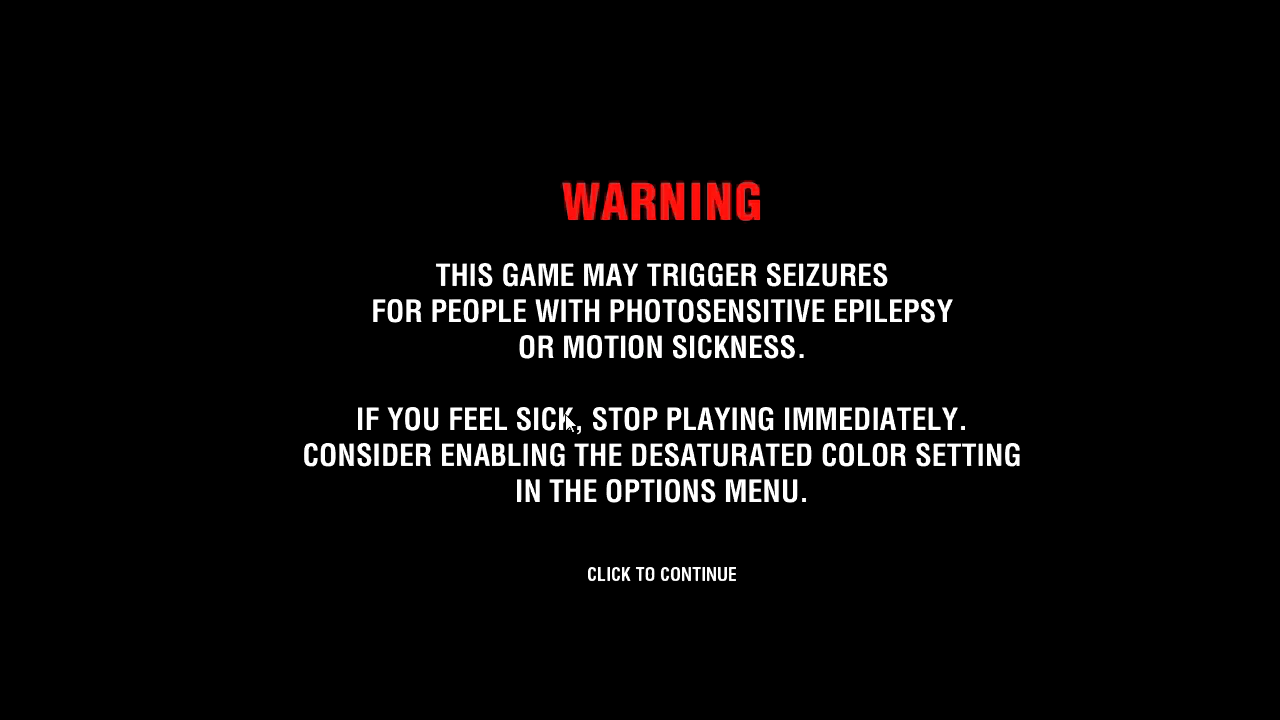 WARNING
THIS GAME MAY TRIGGER SEIZURES
FOR PEOPLE WITH PHOTOSENSITIVE EPILEPSY
OR MOTION SICKNESS.
IF YOU FEEL SICK, STOP PLAYING IMMEDIATELY.
CONSIDER ENABLING THE DESATURATED COLOR SETTING
IN THE OPTIONS MENU.
CLICK TO CONTINUE